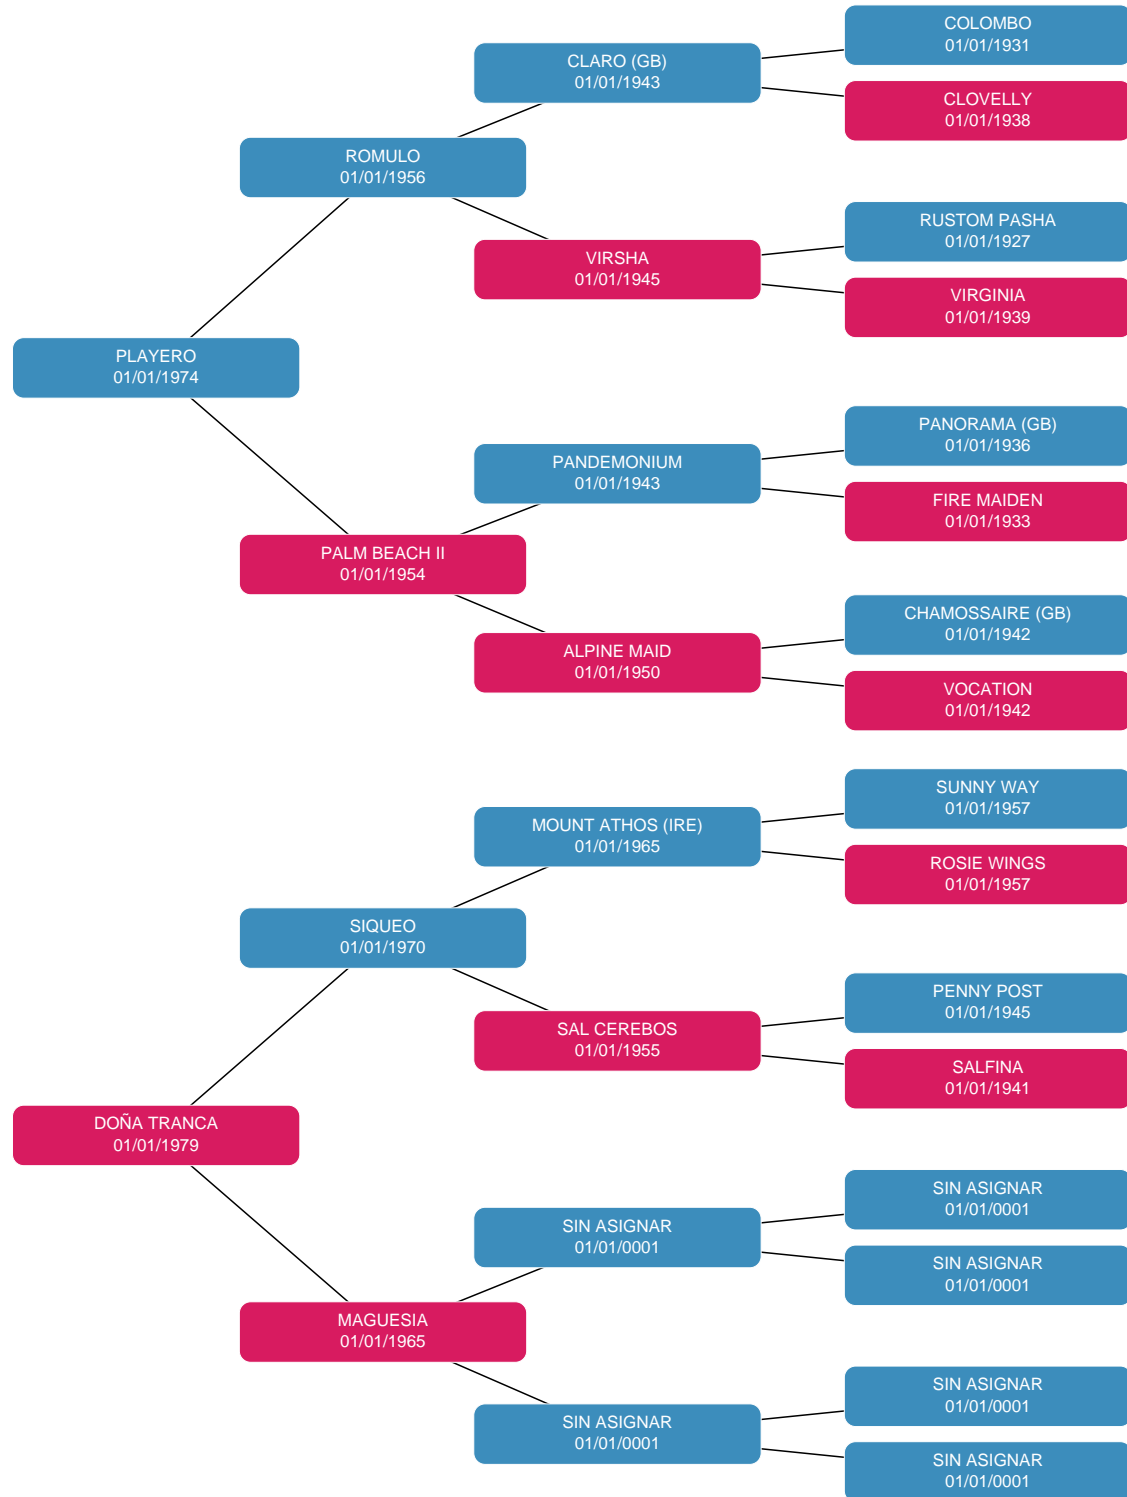 COLOMBO
01/01/1931
CLARO (GB)
01/01/1943
CLOVELLY
01/01/1938
ROMULO
01/01/1956
RUSTOM PASHA
01/01/1927
VIRSHA
01/01/1945
VIRGINIA
01/01/1939
PLAYERO
01/01/1974
PANORAMA (GB)
01/01/1936
PANDEMONIUM
01/01/1943
FIRE MAIDEN
01/01/1933
PALM BEACH II
01/01/1954
CHAMOSSAIRE (GB)
01/01/1942
ALPINE MAID
01/01/1950
VOCATION
01/01/1942
SUNNY WAY
01/01/1957
MOUNT ATHOS (IRE)
01/01/1965
ROSIE WINGS
01/01/1957
SIQUEO
01/01/1970
PENNY POST
01/01/1945
SAL CEREBOS
01/01/1955
SALFINA
01/01/1941
DOÑA TRANCA
01/01/1979
SIN ASIGNAR
01/01/0001
SIN ASIGNAR
01/01/0001
SIN ASIGNAR
01/01/0001
MAGUESIA
01/01/1965
SIN ASIGNAR
01/01/0001
SIN ASIGNAR
01/01/0001
SIN ASIGNAR
01/01/0001